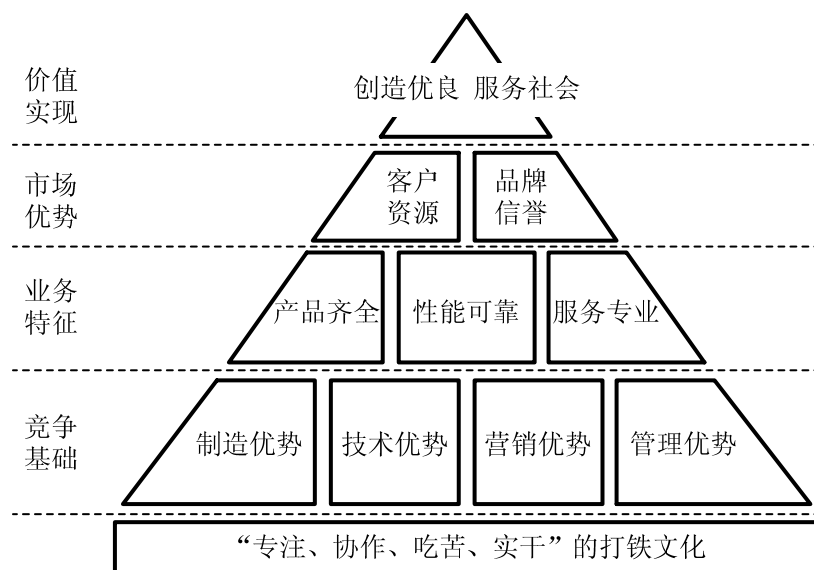 价值
实现
创造优良 服务社会
市场
优势
客户
资源
品牌
信誉
业务
特征
产品齐全
性能可靠
服务专业
竞争
基础
制造优势
技术优势
营销优势
管理优势
“专注、协作、吃苦、实干”的打铁文化